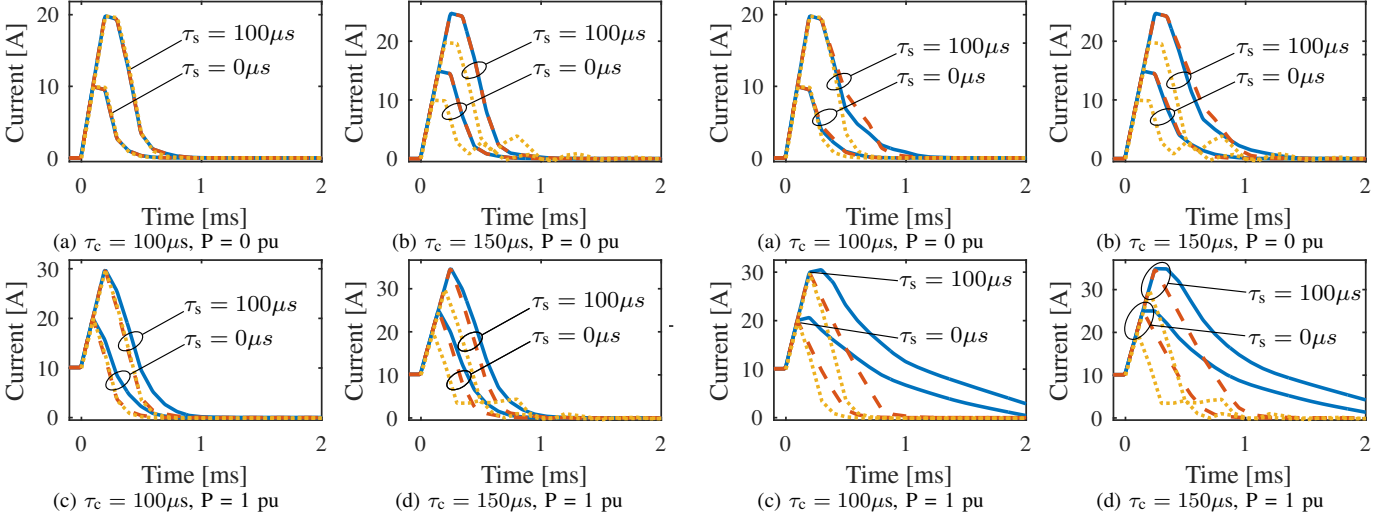 Current [A]
20
10
0
τs = 100μs
τs = 0μs
0 1 2
Time [ms]
(a) τc = 100μs, P = 0 pu
Current [A]
20
10
0
τs = 100μs
τs = 0μs
0 1 2
Time [ms]
(b) τc = 150μs, P = 0 pu
Current [A]
20
10
0
τs = 100μs
τs = 0μs
0 1 2
Time [ms]
(a) τc = 100μs, P = 0 pu
Current [A]
20
10
0
τs = 100μs
τs = 0μs
0 1 2
Time [ms]
(b) τc = 150μs, P = 0 pu
Current [A]
30
20
10
0
τs = 100μs
τs = 0μs
0 1 2
Time [ms]
(c) τc = 100μs, P = 1 pu
Current [A]
30
20
10
0
τs = 100μs
τs = 0μs
0 1 2
Time [ms]
(d) τc = 150μs, P = 1 pu
Current [A]
30
20
10
0
τs = 100μs
τs = 0μs
0 1 2
Time [ms]
(c) τc = 100μs, P = 1 pu
Current [A]
30
20
10
0
τs = 100μs
τs = 0μs
0 1 2
Time [ms]
(d) τc = 150μs, P = 1 pu